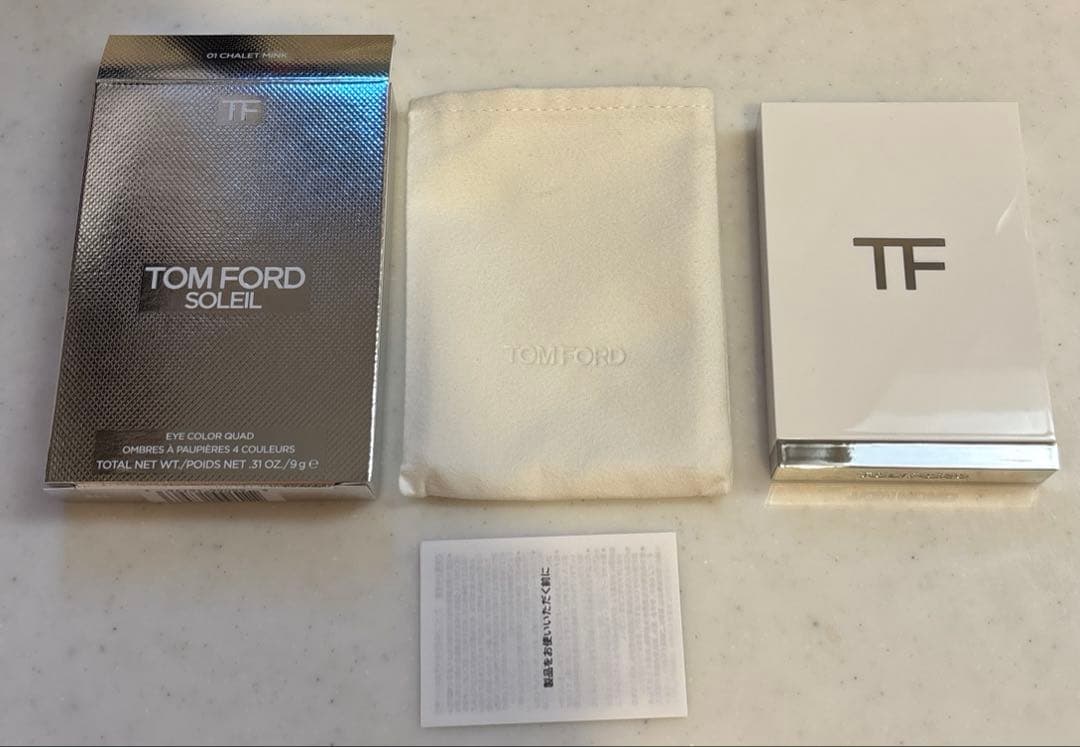 01 CHALET MINK
TF
TOM FORD
SOLEIL
EYE COLOR QUAD
OMBRES À PAUPIÈRES 4 COULEURS
TOTAL NET WT./POIDS NET .31 OZ./9 g ℮
TOM FORD
TF
製品をお使いいただく前に